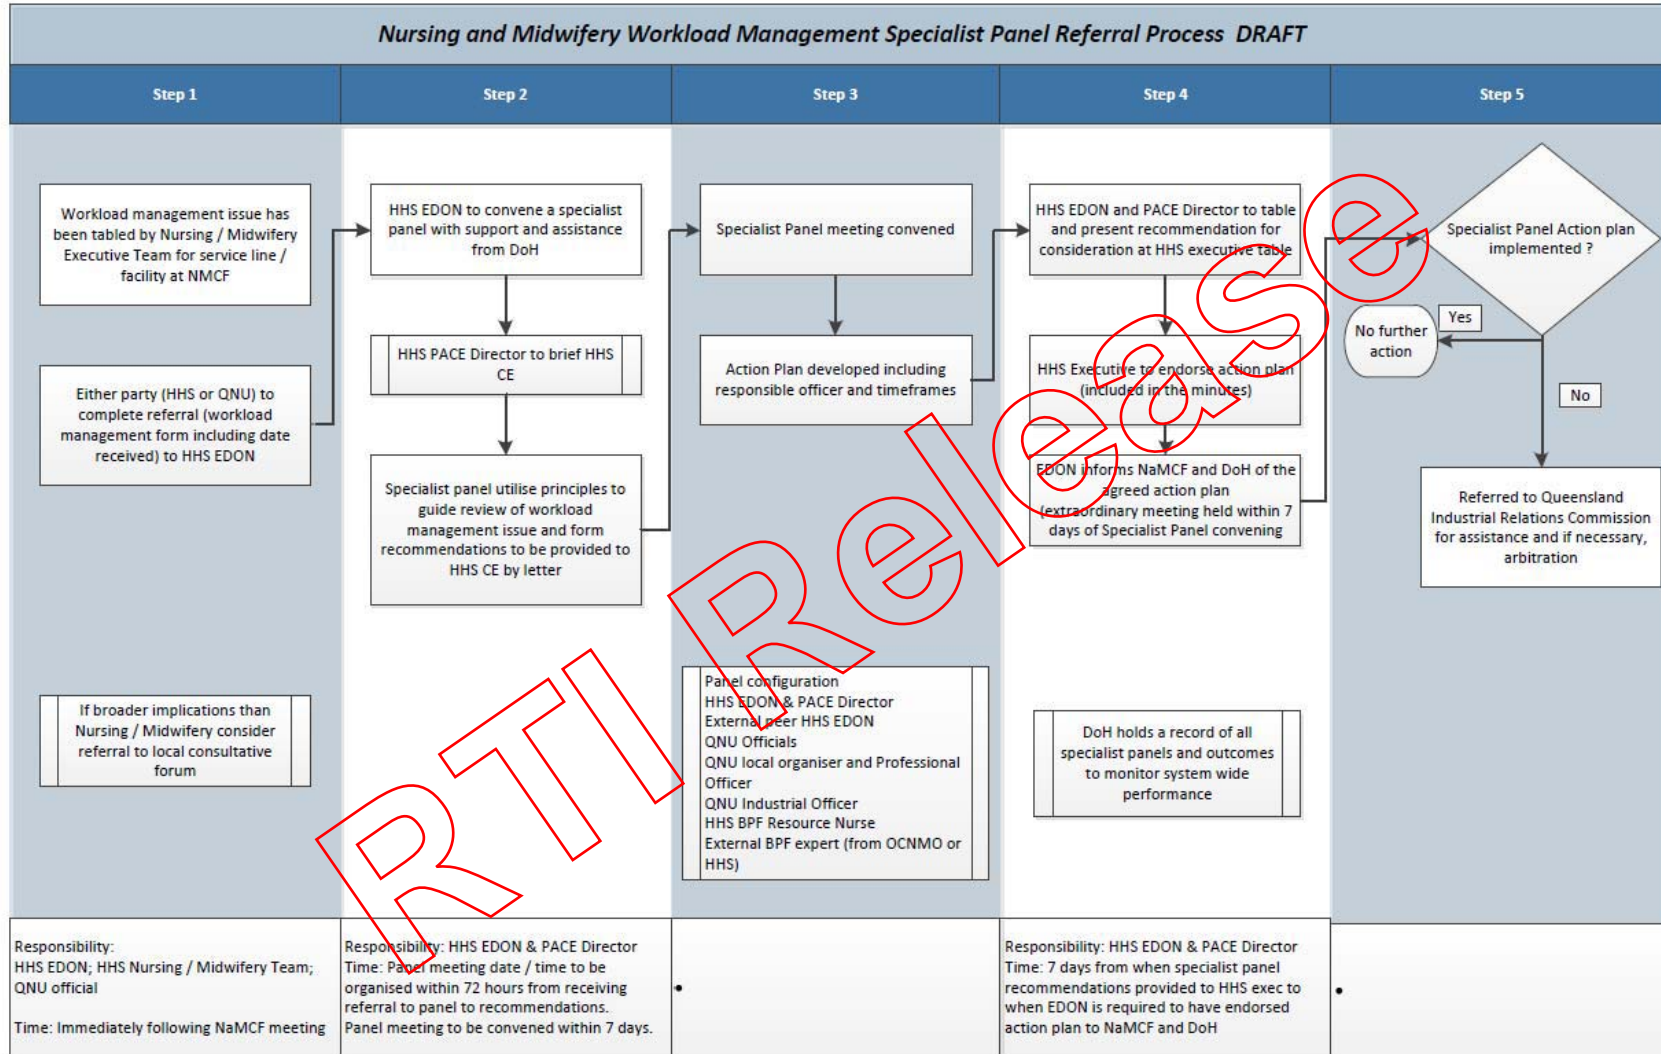 Nursing and Midwifery Workload Management Specialist Panel Referral Process  DRAFT
Step 1
Step 2
Step 3
Step 4
Step 5
Workload management issue has
been tabled by Nursing / Midwifery
Executive Team for service line /
facility at NMCF
Either party (HHS or QNU) to
complete referral (workload
management form including date
received) to HHS EDON
If broader implications than
Nursing / Midwifery consider
referral to local consultative
forum
HHS EDON to convene a specialist
panel with support and assistance
from DoH
HHS PACE Director to brief HHS
CE
Specialist panel utilise principles to
guide review of workload
management issue and form
recommendations to be provided to
HHS CE by letter
Specialist Panel meeting convened
Action Plan developed including
responsible officer and timeframes
Panel configuration
HHS EDON & PACE Director
External peer HHS EDON
QNU Officials
QNU local organiser and Professional
Officer
QNU Industrial Officer
HHS BPF Resource Nurse
External BPF expert (from OCNMO or
HHS)
HHS EDON and PACE Director to table
and present recommendation for
consideration at HHS executive table
HHS Executive to endorse action plan
(included in the minutes)
EDON informs NaMCF and DoH of the
agreed action plan
(extraordinary meeting held within 7
days of Specialist Panel convening
DoH holds a record of all
specialist panels and outcomes
to monitor system wide
performance
Specialist Panel Action plan
implemented ?
Yes
No further
action
No
Referred to Queensland
Industrial Relations Commission
for assistance and if necessary,
arbitration
Responsibility:
HHS EDON; HHS Nursing / Midwifery Team;
QNU official
Time: Immediately following NaMCF meeting
Responsibility: HHS EDON & PACE Director
Time: Panel meeting date / time to be
organised within 72 hours from receiving
referral to panel to recommendations.
Panel meeting to be convened within 7 days.
•
Responsibility: HHS EDON & PACE Director
Time: 7 days from when specialist panel
recommendations provided to HHS exec to
when EDON is required to have endorsed
action plan to NaMCF and DoH
•
RTI Release